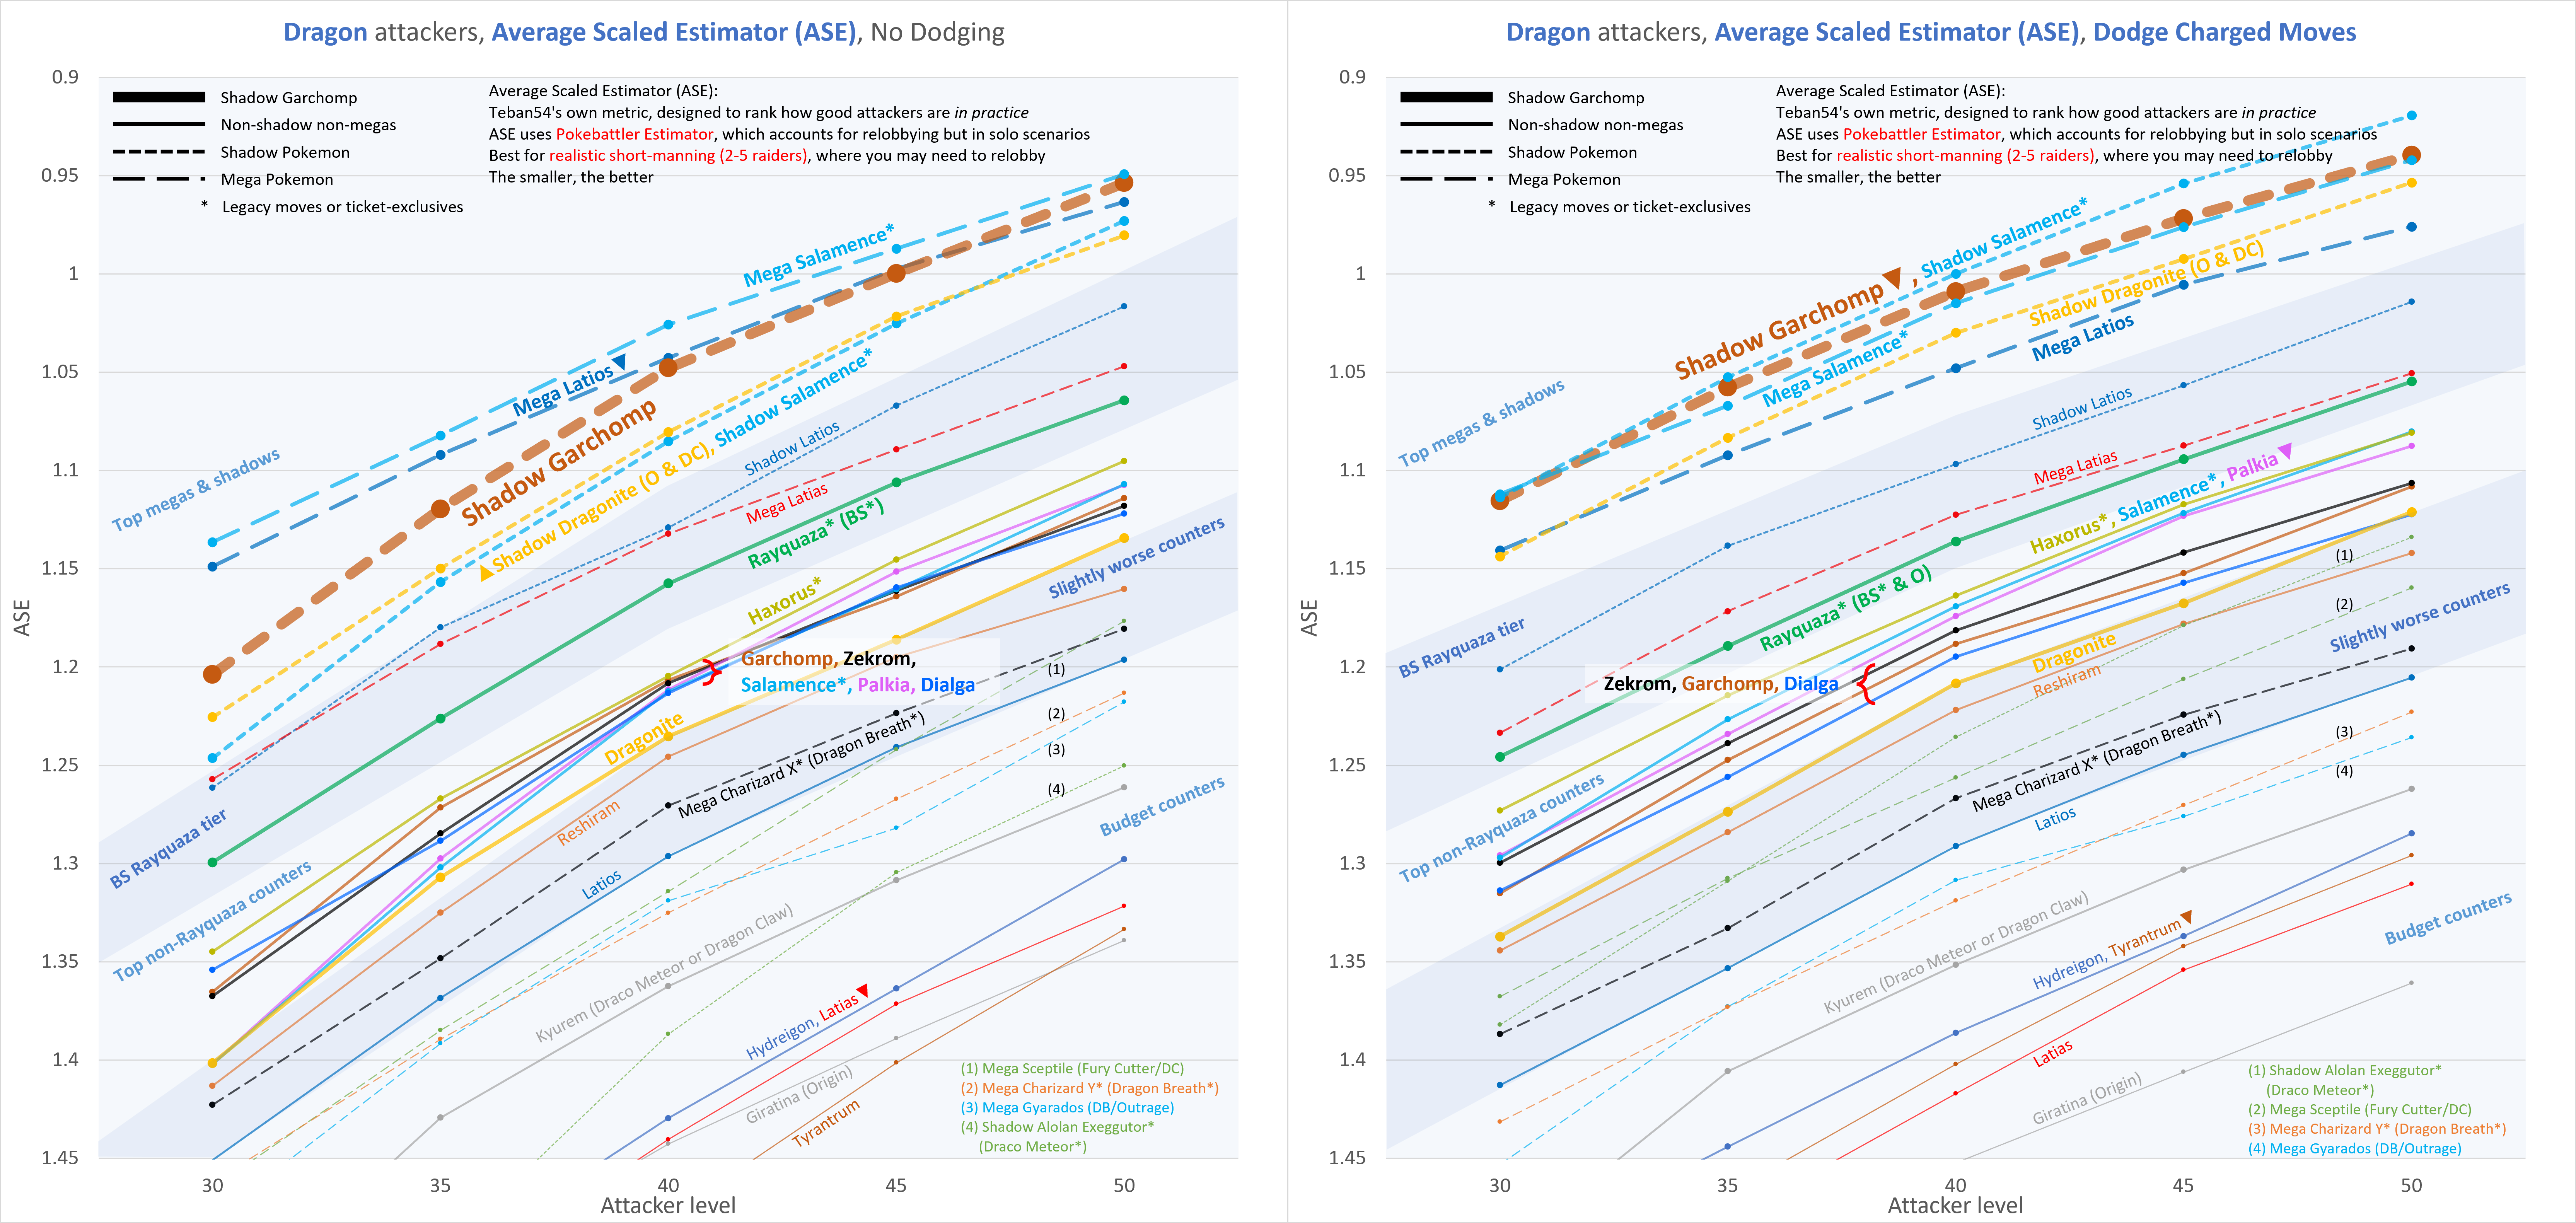 Dragon attackers, Average Scaled Estimator (ASE), No Dodging
0.9
0.95
1
1.05
1.1
1.15
1.2
1.25
1.3
1.35
1.4
1.45
ASE
Shadow Garchomp
Non-shadow non-megas
Shadow Pokemon
Mega Pokemon
* Legacy moves or ticket-exclusives
Average Scaled Estimator (ASE):
Teban54's own metric, designed to rank how good attackers are in practice
ASE uses Pokebattler Estimator, which accounts for relobbying but in solo scenarios
Best for realistic short-manning (2-5 raiders), where you may need to relobby
The smaller, the better
Mega Salamence*
Mega Latios
Shadow Garchomp
Shadow Dragonite (O & DC), Shadow Salamence*
Top megas & shadows
Shadow Latios
Mega Latias
Rayquaza* (BS*)
Haxorus*
Slightly worse counters
Garchomp, Zekrom,
Salamence*, Palkia, Dialga
Dragonite
Mega Charizard X* (Dragon Breath*)
Reshiram
BS Rayquaza tier
Latios
Top non-Rayquaza counters
(1)
(2)
(3)
(4)
Budget counters
Kyurem (Draco Meteor or Dragon Claw)
Hydreigon, Latias
Giratina (Origin)
Tyrantrum
(1) Mega Sceptile (Fury Cutter/DC)
(2) Mega Charizard Y* (Dragon Breath*)
(3) Mega Gyarados (DB/Outrage)
(4) Shadow Alolan Exeggutor*
(Draco Meteor*)
30
35
40
45
50
Attacker level
Dragon attackers, Average Scaled Estimator (ASE), Dodge Charged Moves
0.9
0.95
1
1.05
1.1
1.15
1.2
1.25
1.3
1.35
1.4
1.45
ASE
Shadow Garchomp
Non-shadow non-megas
Shadow Pokemon
Mega Pokemon
* Legacy moves or ticket-exclusives
Average Scaled Estimator (ASE):
Teban54's own metric, designed to rank how good attackers are in practice
ASE uses Pokebattler Estimator, which accounts for relobbying but in solo scenarios
Best for realistic short-manning (2-5 raiders), where you may need to relobby
The smaller, the better
Shadow Garchomp , Shadow Salamence*
Mega Salamence*
Shadow Dragonite (O & DC)
Mega Latios
Top megas & shadows
Shadow Latios
Mega Latias
Haxorus*, Salamence*, Palkia
Rayquaza* (BS* & O)
BS Rayquaza tier
Zekrom, Garchomp, Dialga
Dragonite
Reshiram
(1)
(2)
Slightly worse counters
Mega Charizard X* (Dragon Breath*)
(3)
(4)
Latios
Top non-Rayquaza counters
Kyurem (Draco Meteor or Dragon Claw)
Hydreigon, Tyrantrum
Budget counters
Latias
Giratina (Origin)
(1) Shadow Alolan Exeggutor*
(Draco Meteor*)
(2) Mega Sceptile (Fury Cutter/DC)
(3) Mega Charizard Y* (Dragon Breath*)
(4) Mega Gyarados (DB/Outrage)
30
35
40
45
50
Attacker level